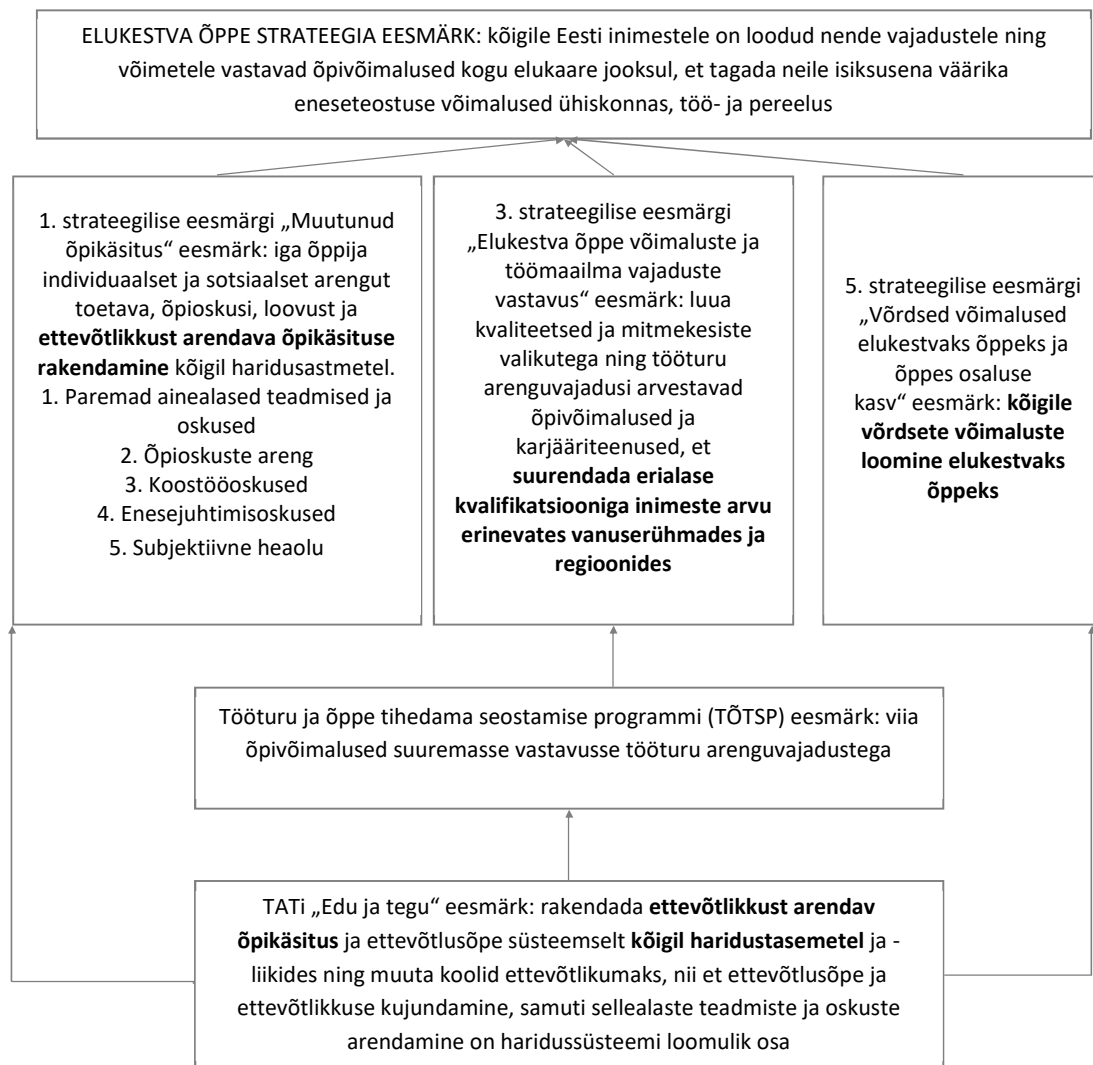 ELUKESTVA ÕPPE STRATEEGIA EESMÄRK: kõigile Eesti inimestele on loodud nende vajadustele ning
võimetele vastavad õpivõimalused kogu elukaare jooksul, et tagada neile isiksusena väärika
eneseteostuse võimalused ühiskonnas, töö- ja pereelus
1. strateegilise eesmärgi „Muutunud
õpikäsitus“ eesmärk: iga õppija
individuaalset ja sotsiaalset arengut
toetava, õpioskusi, loovust ja
ettevõtlikkust arendava õpikäsituse
rakendamine kõigil haridusastmetel.
1. Paremad ainealased teadmised ja
oskused
2. Õpioskuste areng
3. Koostööoskused
4. Enesejuhtimisoskused
5. Subjektiivne heaolu
3. strateegilise eesmärgi
„Elukestva õppe võimaluste ja
töömaailma vajaduste
vastavus“ eesmärk: luua
kvaliteetsed ja mitmekesiste
valikutega ning tööturu
arenguvajadusi arvestavad
õpivõimalused ja
karjääriteenused, et
suurendada erialase
kvalifikatsiooniga inimeste arvu
erinevates vanuserühmades ja
regioonides
5. strateegilise eesmärgi
„Võrdsed võimalused
elukestvaks õppeks ja
õppes osaluse
kasv“ eesmärk: kõigile
võrdsete võimaluste
loomine elukestvaks
õppeks
Tööturu ja õppe tihedama seostamise programmi (TÕTSP) eesmärk: viia
õpivõimalused suuremasse vastavusse tööturu arenguvajadustega
TATi „Edu ja tegu“ eesmärk: rakendada ettevõtlikkust arendav
õpikäsitus ja ettevõtlusõpe süsteemselt kõigil haridustasemetel ja -
liikides ning muuta koolid ettevõtlikumaks, nii et ettevõtlusõpe ja
ettevõtlikkuse kujundamine, samuti sellealaste teadmiste ja oskuste
arendamine on haridussüsteemi loomulik osa